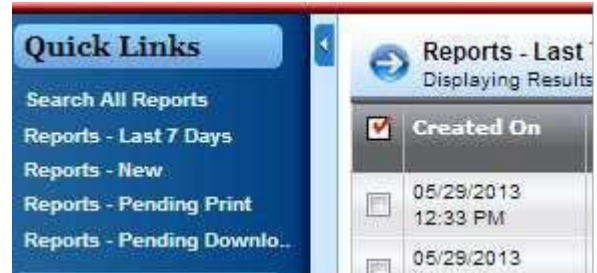 Quick Links
Search All Reports
Reports - Last 7 Days
Reports - New
Reports - Pending Print
Reports - Pending Downlo..
Reports - Last
Displaying Results
Created On
05/29/2013
12:33 PM
05/29/2013